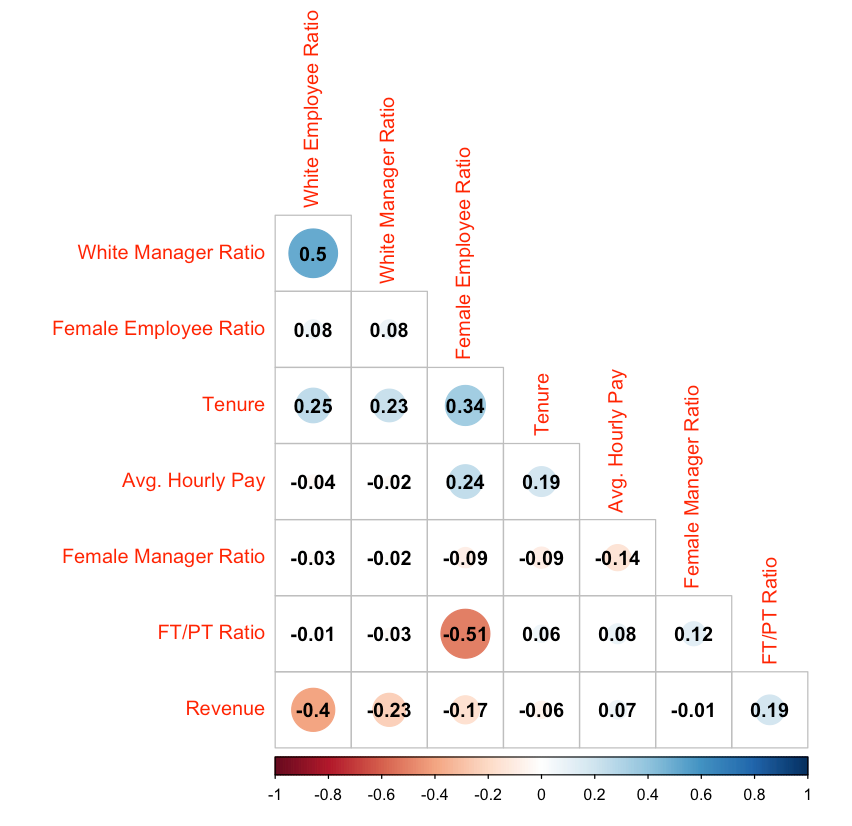 White Employee Ratio
White Manager Ratio
Female Employee Ratio
Tenure
Avg. Hourly Pay
Female Manager Ratio
FT/PT Ratio
White Manager Ratio 0.5
Female Employee Ratio 0.08 0.08
Tenure 0.25 0.23 0.34
Avg. Hourly Pay -0.04 -0.02 0.24 0.19
Female Manager Ratio -0.03 -0.02 -0.09 -0.09 -0.14
FT/PT Ratio -0.01 -0.03 -0.51 0.06 0.08 0.12
Revenue -0.4 -0.23 -0.17 -0.06 0.07 -0.01 0.19
-1 -0.8 -0.6 -0.4 -0.2 0 0.2 0.4 0.6 0.8 1